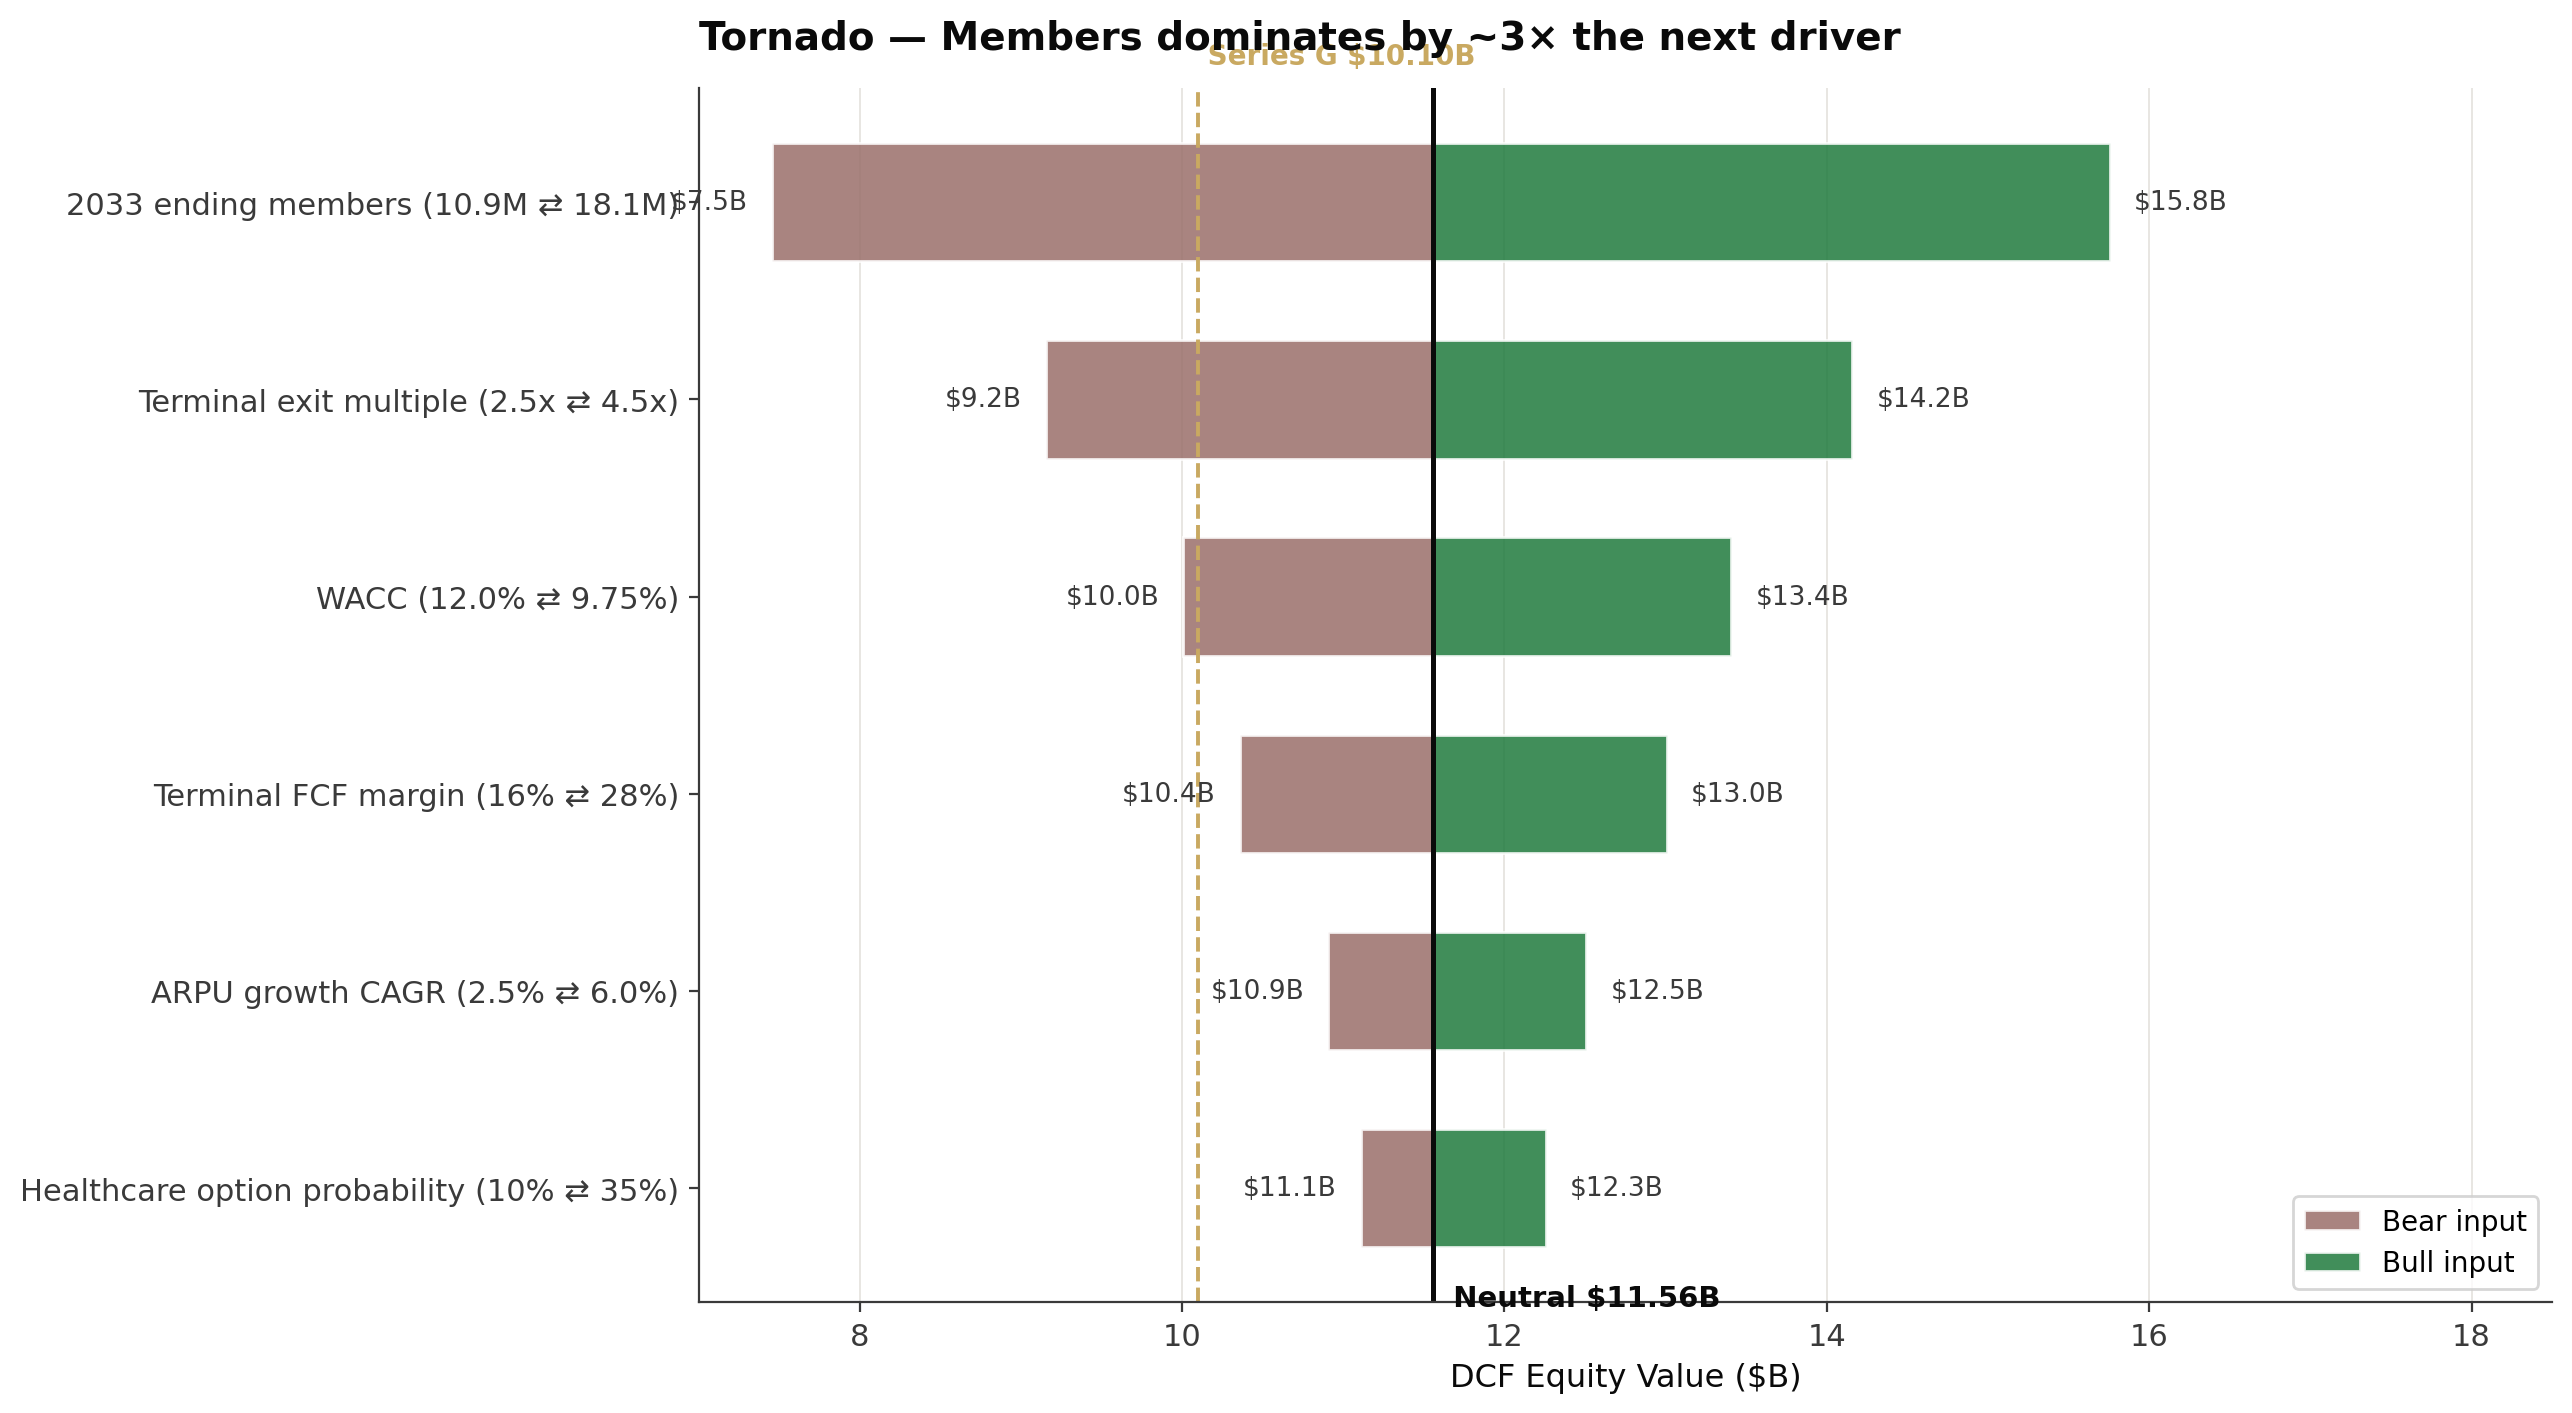 Tornado — Members dominates by ~3× the next driver
Series G $10.10B
2033 ending members (10.9M ⇄ 18.1M)
$7.5B
$15.8B
Terminal exit multiple (2.5x ⇄ 4.5x)
$9.2B
$14.2B
WACC (12.0% ⇄ 9.75%)
$10.0B
$13.4B
Terminal FCF margin (16% ⇄ 28%)
$10.4B
$13.0B
ARPU growth CAGR (2.5% ⇄ 6.0%)
$10.9B
$12.5B
Healthcare option probability (10% ⇄ 35%)
$11.1B
$12.3B
Bear input
Bull input
Neutral $11.56B
8 10 12 14 16 18
DCF Equity Value ($B)